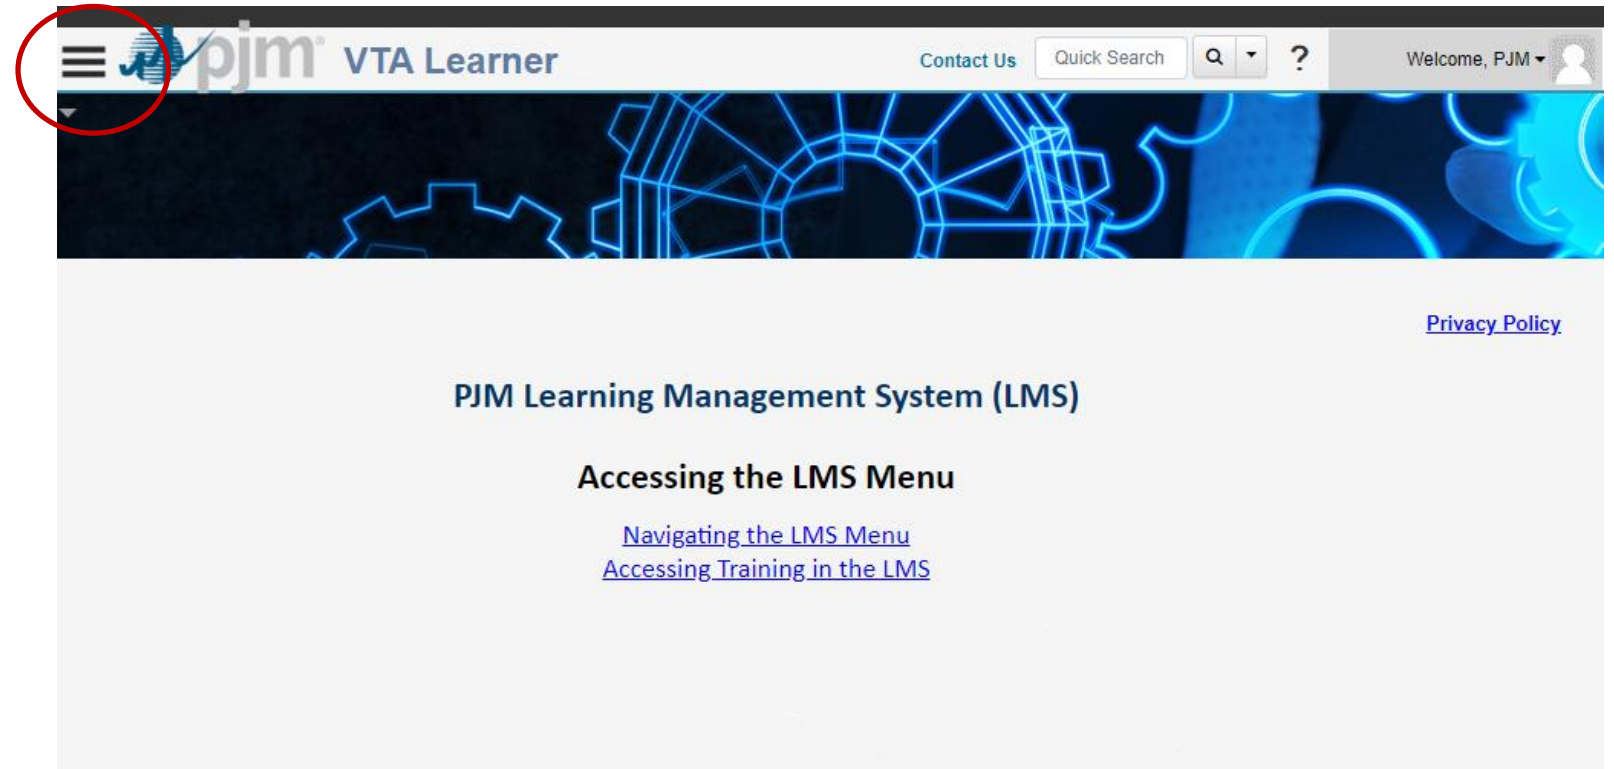 pjm® VTA Learner
Contact Us
Quick Search
?
Welcome, PJM
Privacy Policy
PJM Learning Management System (LMS)
Accessing the LMS Menu
Navigating the LMS Menu
Accessing Training in the LMS